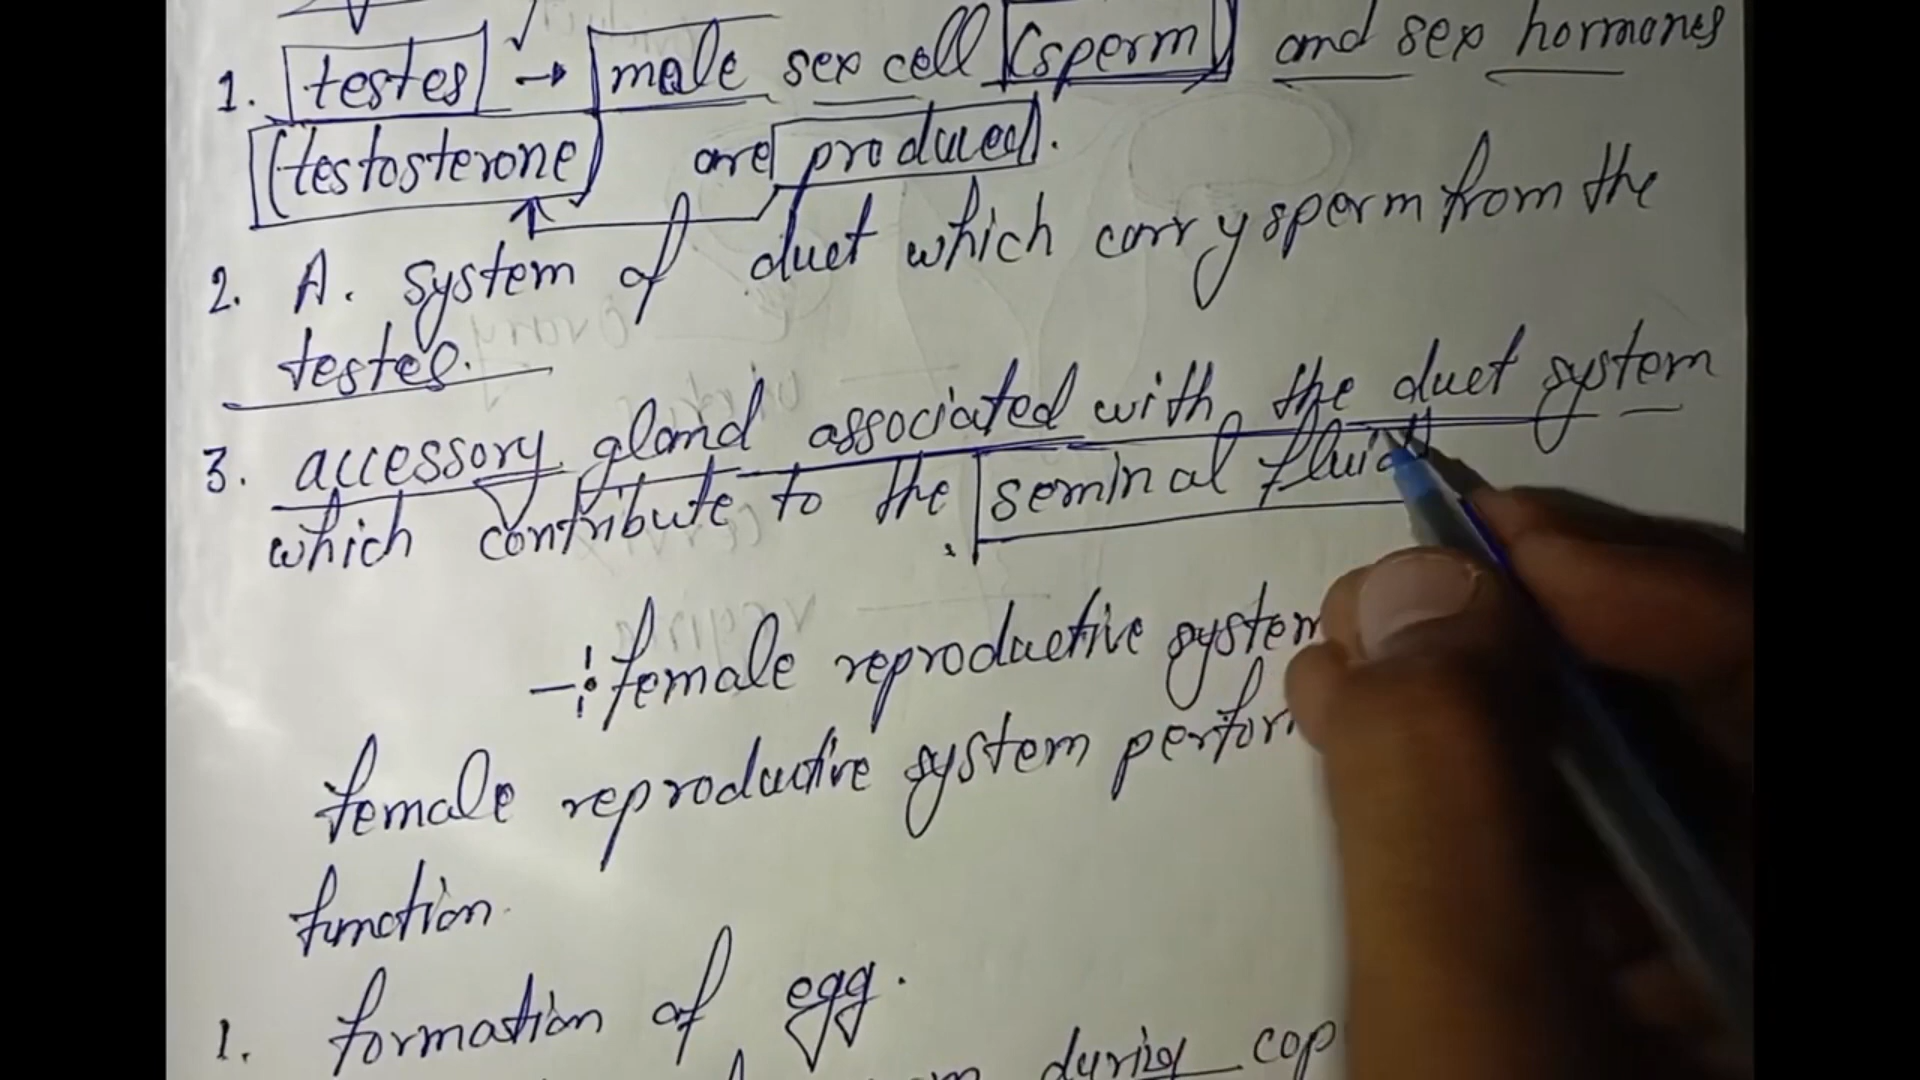 1. testes → male sex cell (sperm) and sex hormones
(testosterone) are produced.
2. A. system of duct which carry sperm from the
testes.
3. accessory gland associated with the duct system
which contribute to the seminal fluid
-:female reproductive system
female reproductive system perform
function.
1. formation of egg.
during cop